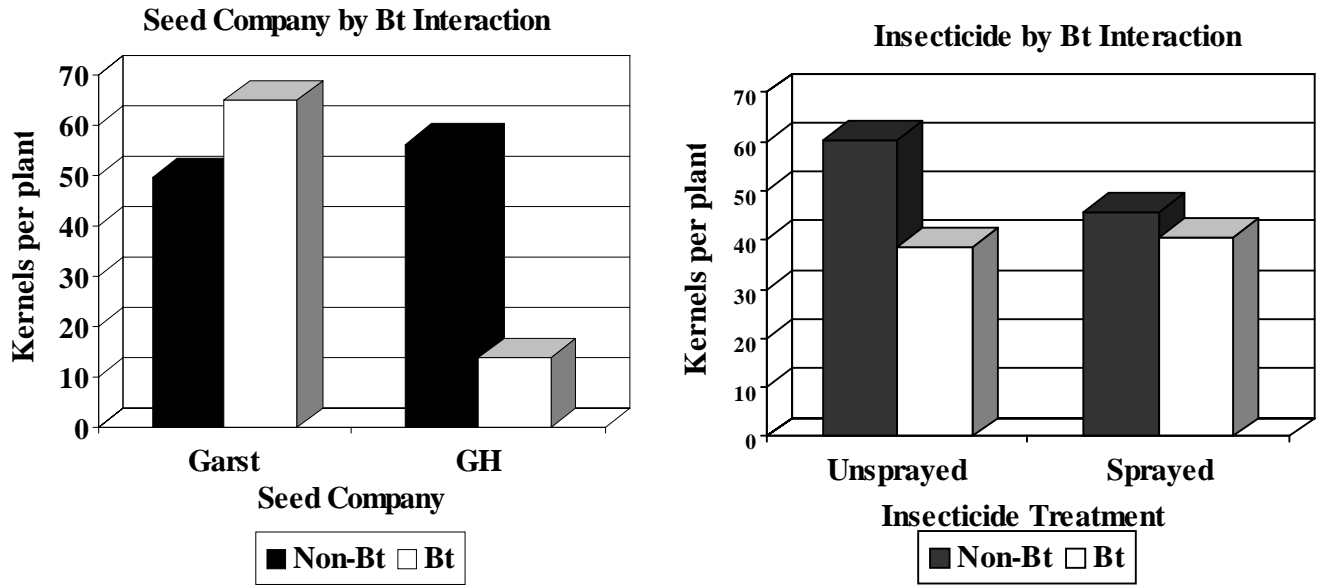 Seed Company by Bt Interaction
70
60
50
40
30
20
10
0
Kernels per plant
Garst GH
Seed Company
Non-Bt Bt
Insecticide by Bt Interaction
70
60
50
40
30
20
10
0
Kernels per plant
Unsprayed Sprayed
Insecticide Treatment
Non-Bt Bt